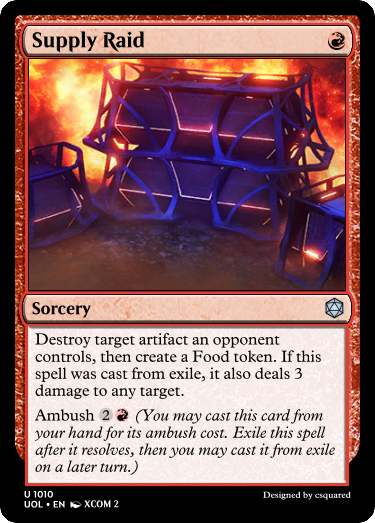 Supply Raid
Sorcery
Destroy target artifact an opponent
controls, then create a Food token. If this
spell was cast from exile, it also deals 3
damage to any target.
Ambush 2 (You may cast this card from
your hand for its ambush cost. Exile this spell
after it resolves, then you may cast it from exile
on a later turn.)
U 1010
UOL • EN XCOM 2
Designed by csquared